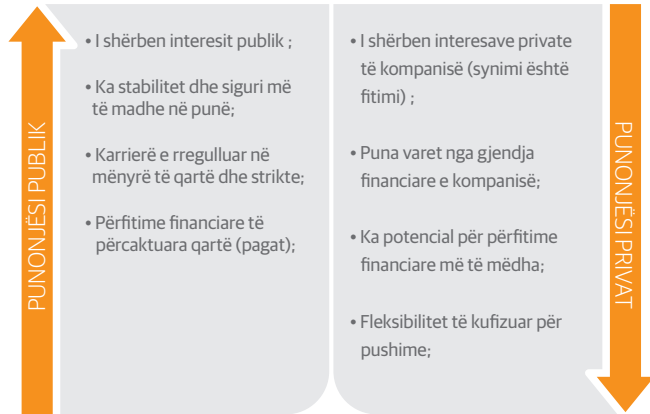 PUNONJËSI PUBLIK
• I shërben interesit publik ;
• Ka stabilitet dhe siguri më
të madhe në punë;
• Karrierë e rregulluar në
mënyrë të qartë dhe strikte;
• Përfitime financiare të
përcaktuara qartë (pagat);
• I shërben interesave private
të kompanisë (synimi është
fitimi) ;
• Puna varet nga gjendja
financiare e kompanisë;
• Ka potencial për përfitime
financiare më të mëdha;
• Fleksibilitet të kufizuar për
pushime;
PUNONJËSI PRIVAT